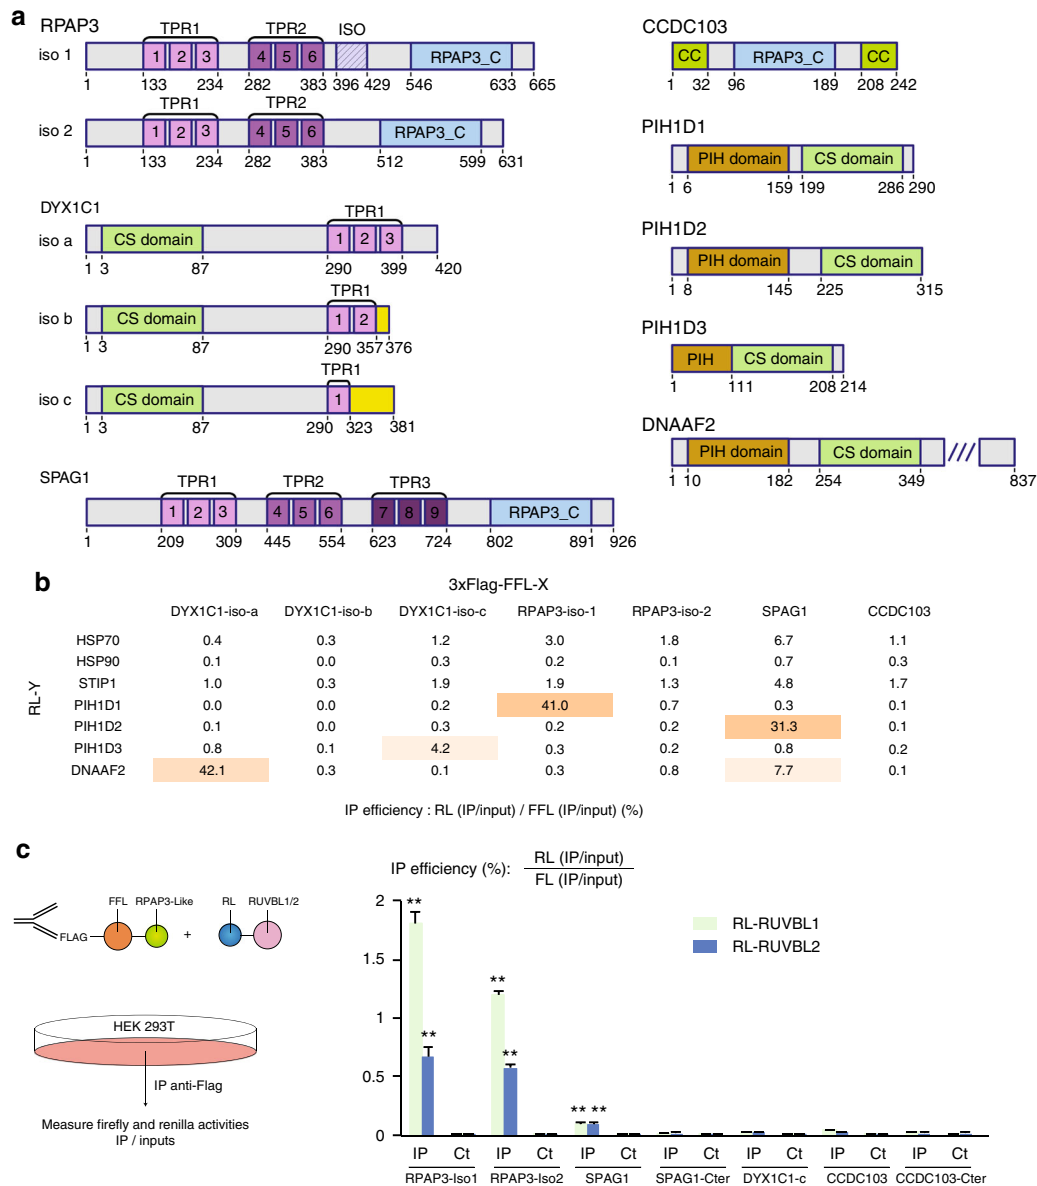 a
RPAP3
TPR1 TPR2 ISO
iso 1 1 2 3 4 5 6 RPAP3_C
1 133 234 282 383 396 429 546 633 665
TPR1 TPR2
iso 2 1 2 3 4 5 6 RPAP3_C
1 133 234 282 383 512 599 631
DYX1C1
TPR1
iso a CS domain 1 2 3
1 3 87 290 399 420
TPR1
iso b CS domain 1 2
1 3 87 290 357 376
TPR1
iso c CS domain 1
1 3 87 290 323 381
SPAG1
TPR1 TPR2 TPR3
1 2 3 4 5 6 7 8 9 RPAP3_C
1 209 309 445 554 623 724 802 891 926
CCDC103
CC RPAP3_C CC
1 32 96 189 208 242
PIH1D1
PIH domain CS domain
1 6 159 199 286 290
PIH1D2
PIH domain CS domain
1 8 145 225 315
PIH1D3
PIH CS domain
1 111 208 214
DNAAF2
PIH domain CS domain
1 10 182 254 349 837
b
3xFlag-FFL-X
DYX1C1-iso-a DYX1C1-iso-b DYX1C1-iso-c RPAP3-iso-1 RPAP3-iso-2 SPAG1 CCDC103
RL-Y
HSP70 0.4 0.3 1.2 3.0 1.8 6.7 1.1
HSP90 0.1 0.0 0.3 0.2 0.1 0.7 0.3
STIP1 1.0 0.3 1.9 1.9 1.3 4.8 1.7
PIH1D1 0.0 0.0 0.2 41.0 0.7 0.3 0.1
PIH1D2 0.1 0.0 0.3 0.2 0.2 31.3 0.1
PIH1D3 0.8 0.1 4.2 0.3 0.2 0.8 0.2
DNAAF2 42.1 0.3 0.1 0.3 0.8 7.7 0.1
IP efficiency : RL (IP/input) / FFL (IP/input) (%)
c
FFL RPAP3-Like RL RUVBL1/2
FLAG +
HEK 293T
IP anti-Flag
Measure firefly and renilla activities
IP / inputs
IP efficiency (%): RL (IP/input)
FL (IP/input)
RL-RUVBL1
RL-RUVBL2
2
1.5
1
0.5
0
** ** ** ** ** **
IP Ct IP Ct IP Ct IP Ct IP Ct IP Ct IP Ct
RPAP3-Iso1 RPAP3-Iso2 SPAG1 SPAG1-Cter DYX1C1-c CCDC103 CCDC103-Cter